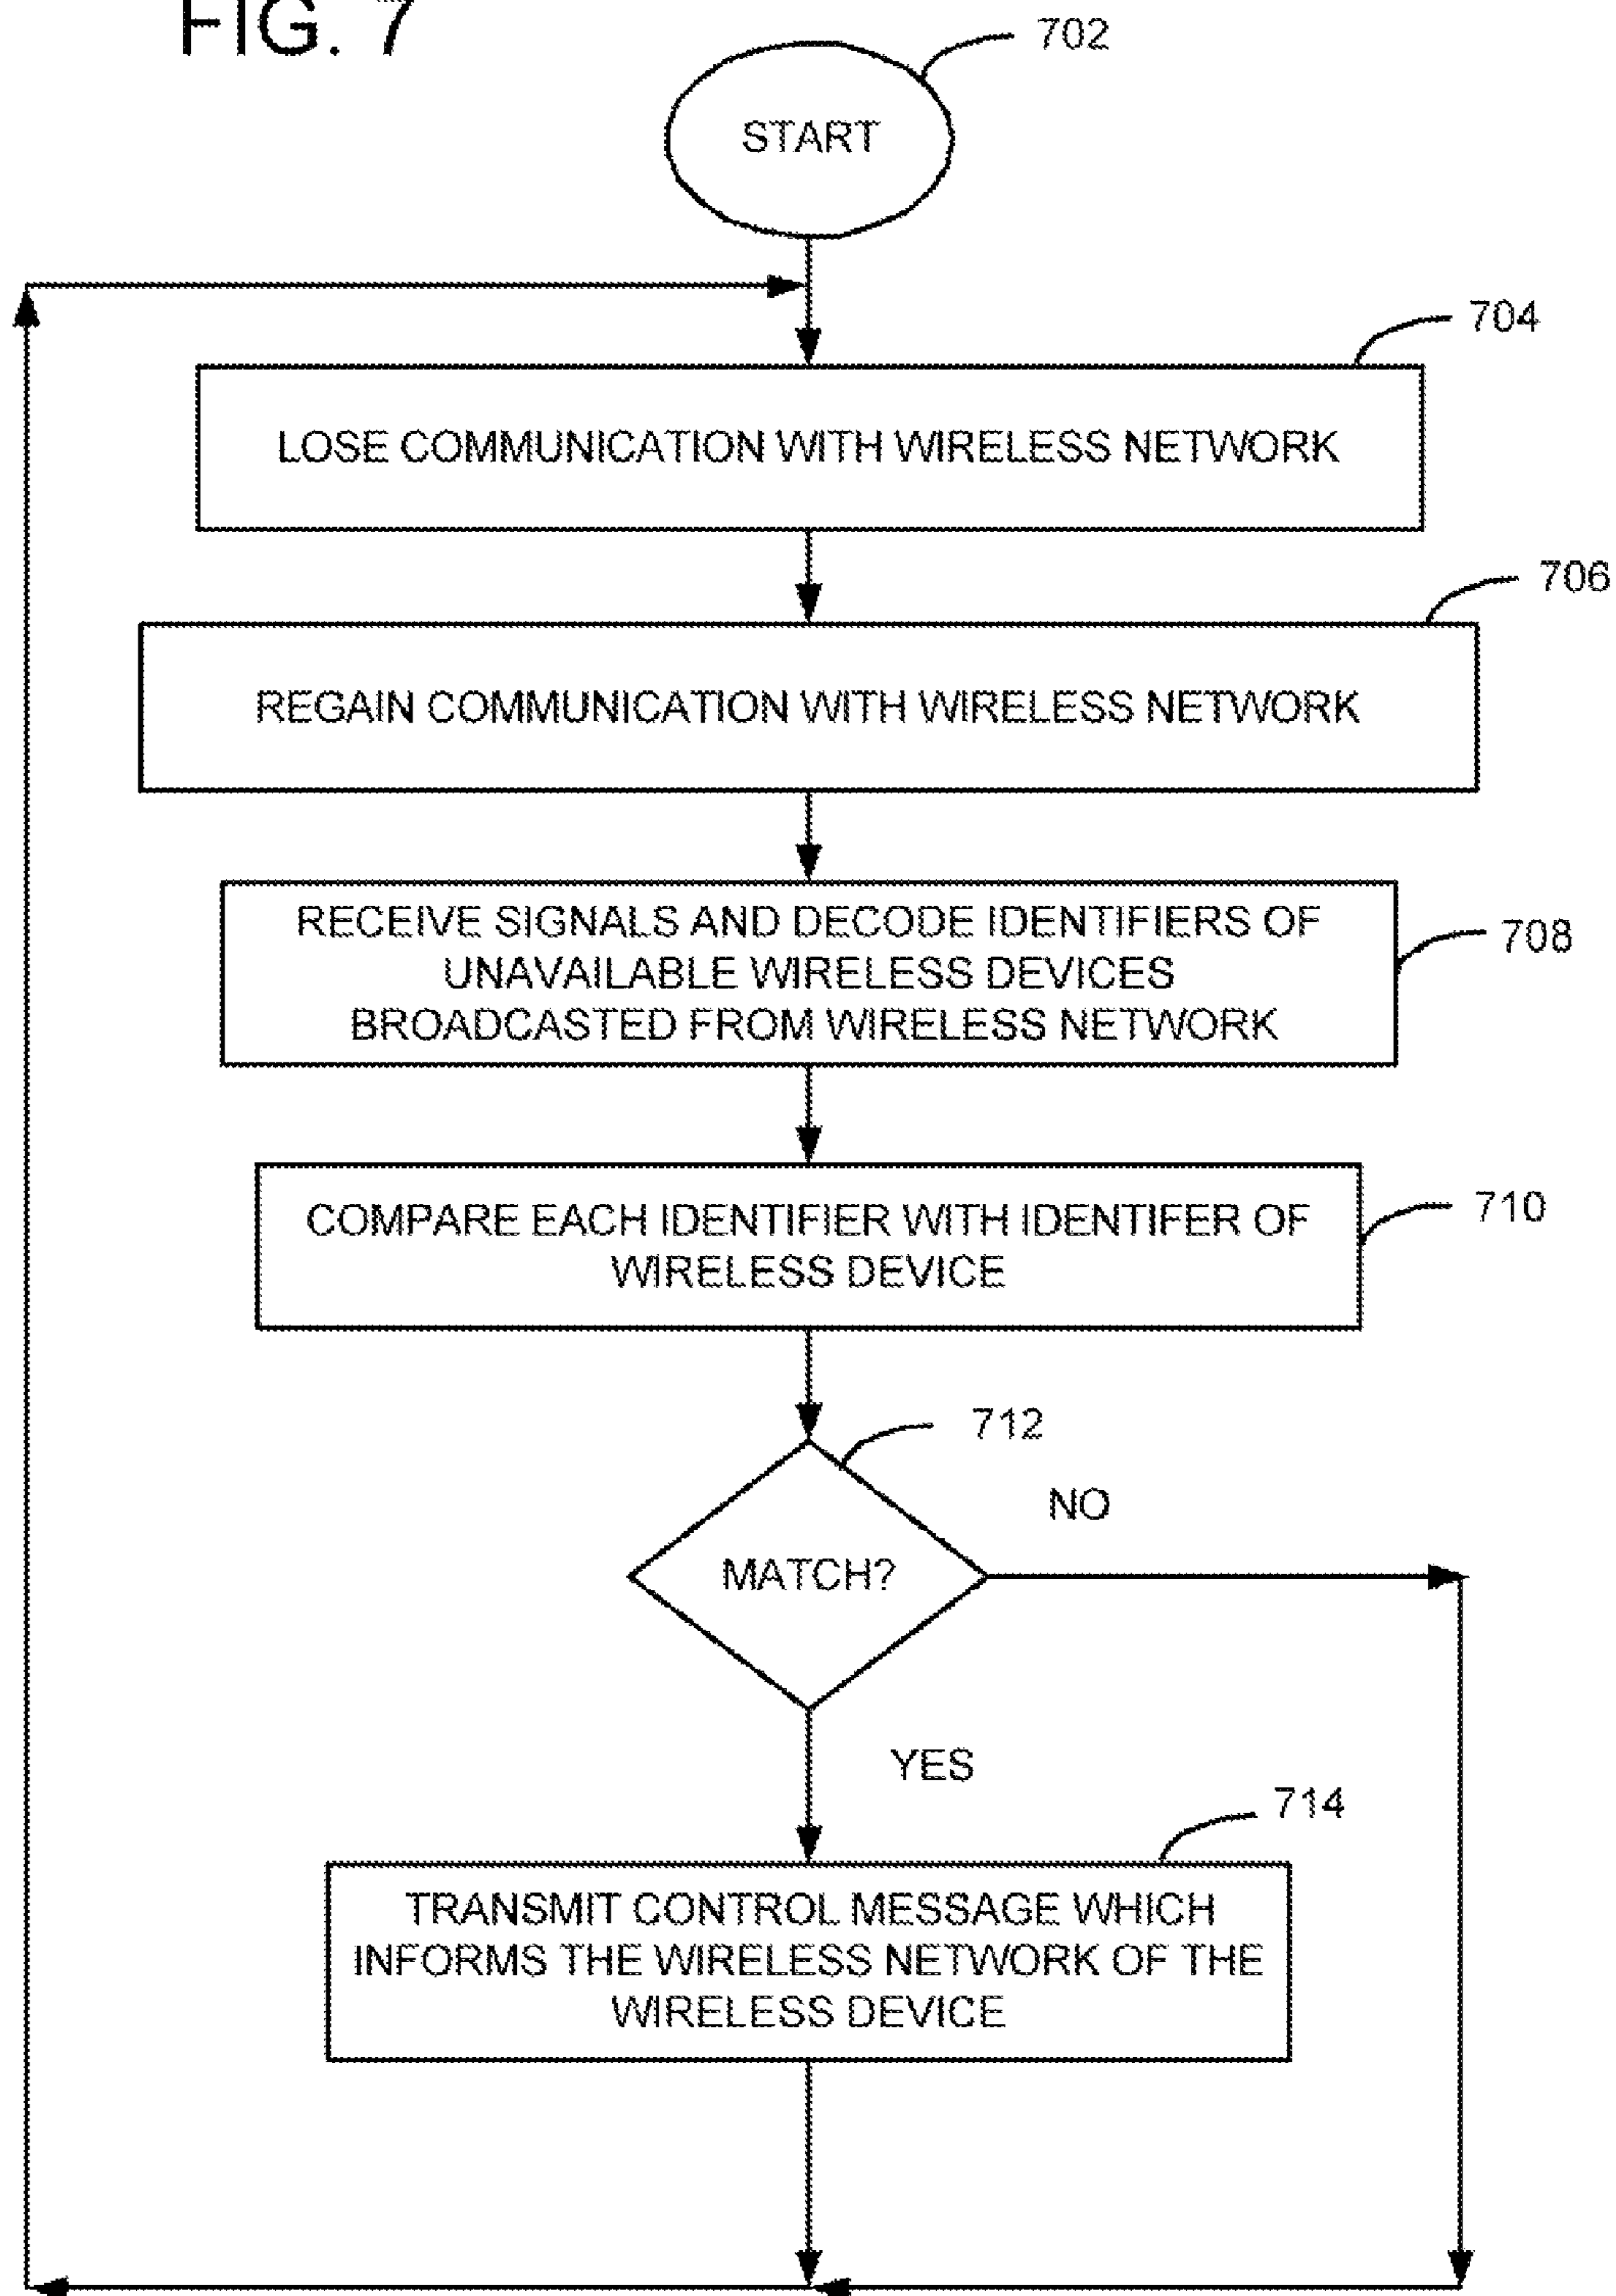 FIG. 7
702
START
704
LOSE COMMUNICATION WITH WIRELESS NETWORK
706
REGAIN COMMUNICATION WITH WIRELESS NETWORK
RECEIVE SIGNALS AND DECODE IDENTIFIERS OF
UNAVAILABLE WIRELESS DEVICES
BROADCASTED FROM WIRELESS NETWORK
708
COMPARE EACH IDENTIFIER WITH IDENTIFER OF
WIRELESS DEVICE
710
712
NO
MATCH?
YES
714
TRANSMIT CONTROL MESSAGE WHICH
INFORMS THE WIRELESS NETWORK OF THE
WIRELESS DEVICE